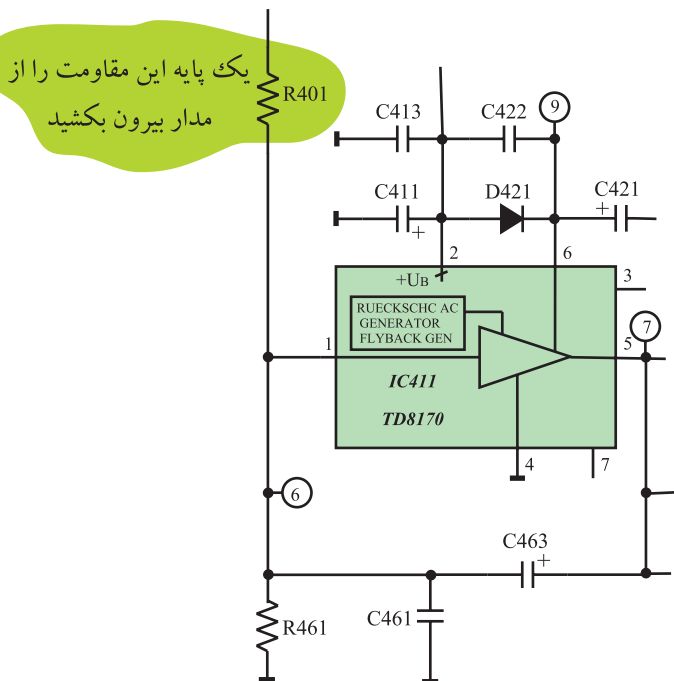 یک پایه این مقاومت را از
مدار بیرون بکشید
R401
C413
C422
9
C411
D421
C421
+
+
2
6
+UB
3
RUECKSCHC AC
GENERATOR
FLYBACK GEN
7
1
5
IC411
TD8170
4
7
6
C463
+
R461
C461